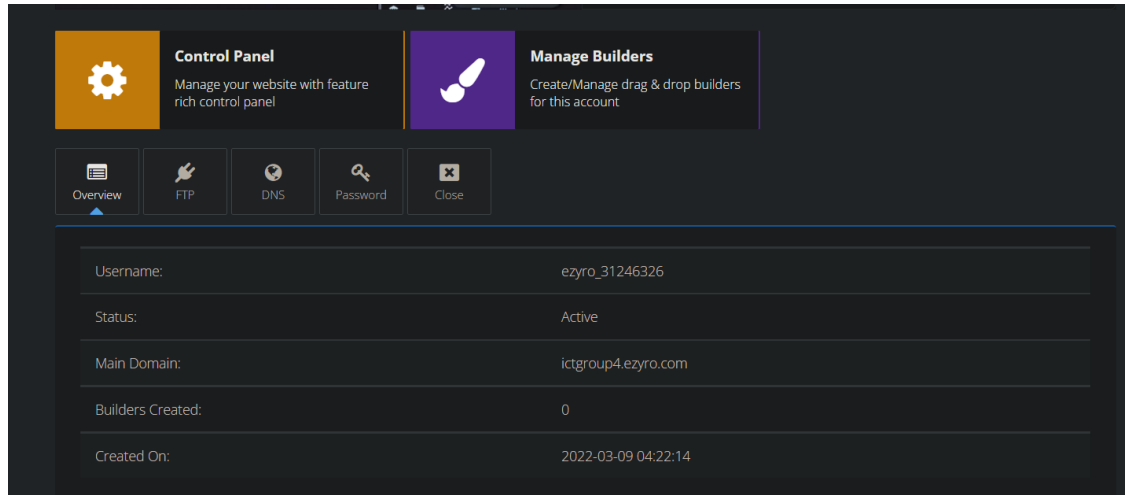 Control Panel
Manage your website with feature
rich control panel
Manage Builders
Create/Manage drag & drop builders
for this account
Overview
FTP
DNS
Password
Close
Username: ezyro_31246326
Status: Active
Main Domain: ictgroup4.ezyro.com
Builders Created: 0
Created On: 2022-03-09 04:22:14